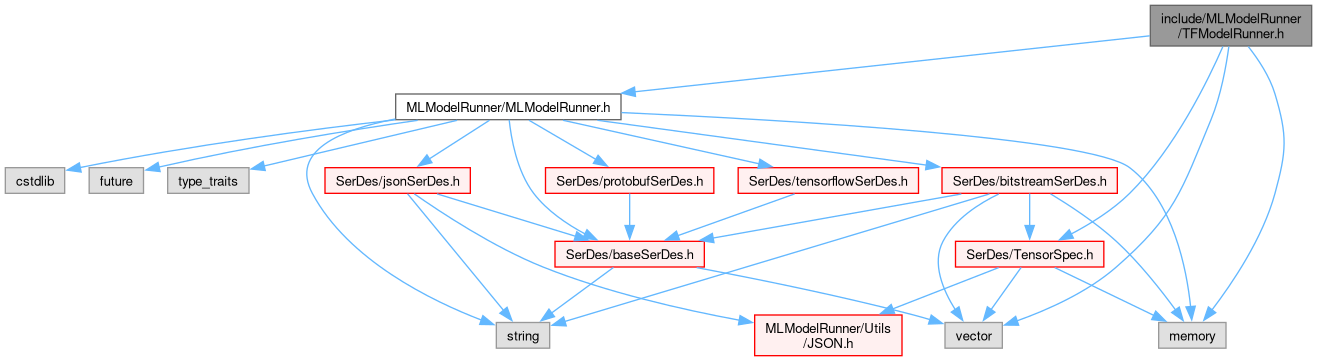 include/MLModelRunner
/TFModelRunner.h
MLModelRunner/MLModelRunner.h
cstdlib
future
type_traits
SerDes/jsonSerDes.h
SerDes/protobufSerDes.h
SerDes/tensorflowSerDes.h
SerDes/bitstreamSerDes.h
SerDes/baseSerDes.h
SerDes/TensorSpec.h
string
MLModelRunner/Utils
/JSON.h
vector
memory